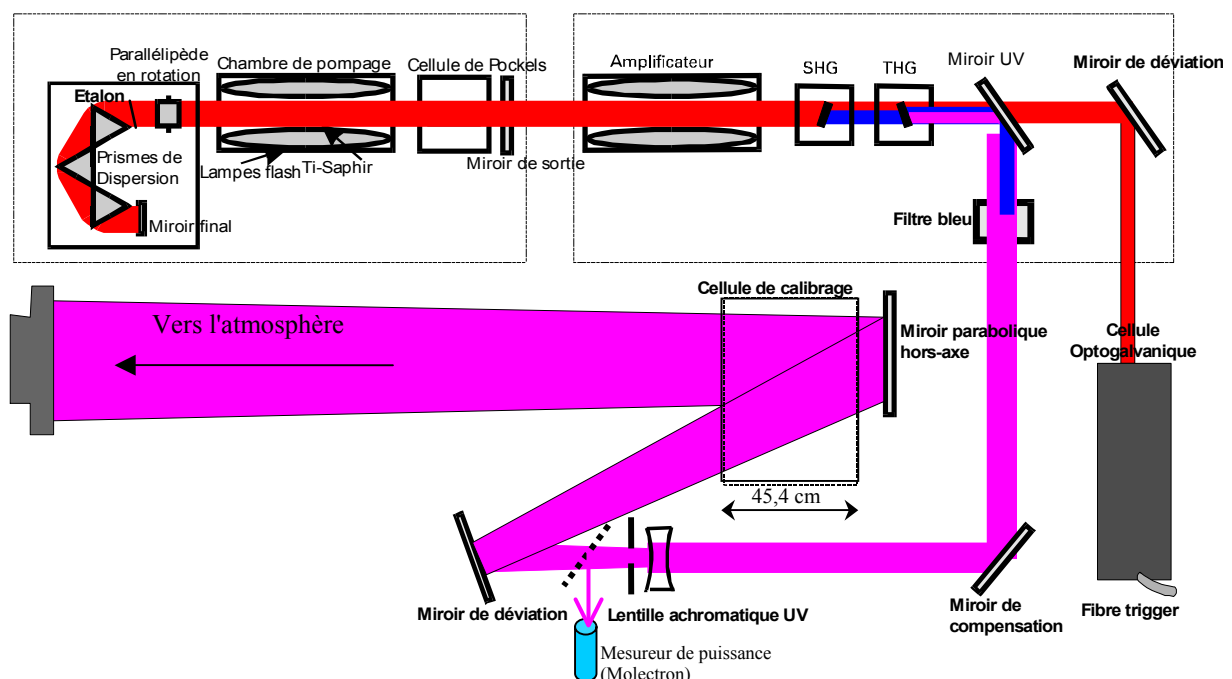 Parallélipède
en rotation
Etalon
Prismes de
Dispersion
Miroir final
Chambre de pompage
Lampes flash
Ti-Saphir
Cellule de Pockels
Miroir de sortie
Amplificateur
SHG
THG
Miroir UV
Miroir de déviation
Filtre bleu
Cellule de calibrage
Vers l'atmosphère
Miroir parabolique
hors-axe
Cellule
Optogalvanique
45,4 cm
Miroir de déviation
Lentille achromatique UV
Miroir de
compensation
Fibre trigger
Mesureur de puissance
(Molectron)